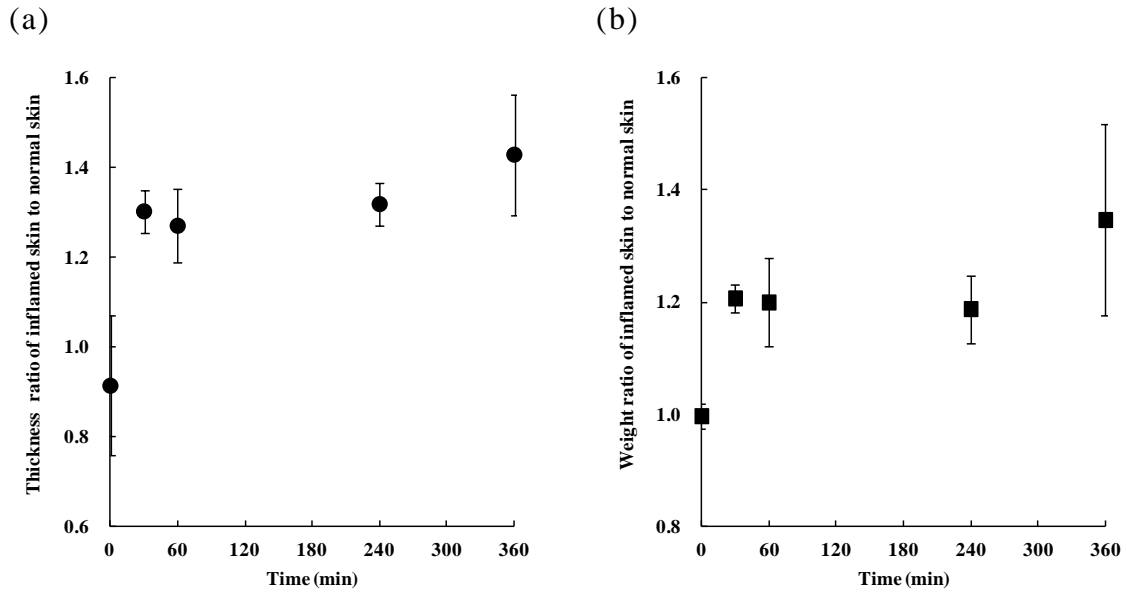 (a)
Thickness ratio of inflamed skin to normal skin
1.6
1.4
1.2
1.0
0.8
0.6
0 60 120 180 240 300 360
Time (min)
(b)
Weight ratio of inflamed skin to normal skin
1.6
1.4
1.2
1.0
0.8
0 60 120 180 240 300 360
Time (min)